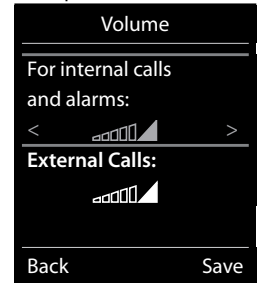 Volume
For internal calls
and alarms:
< >
External Calls:
Back Save